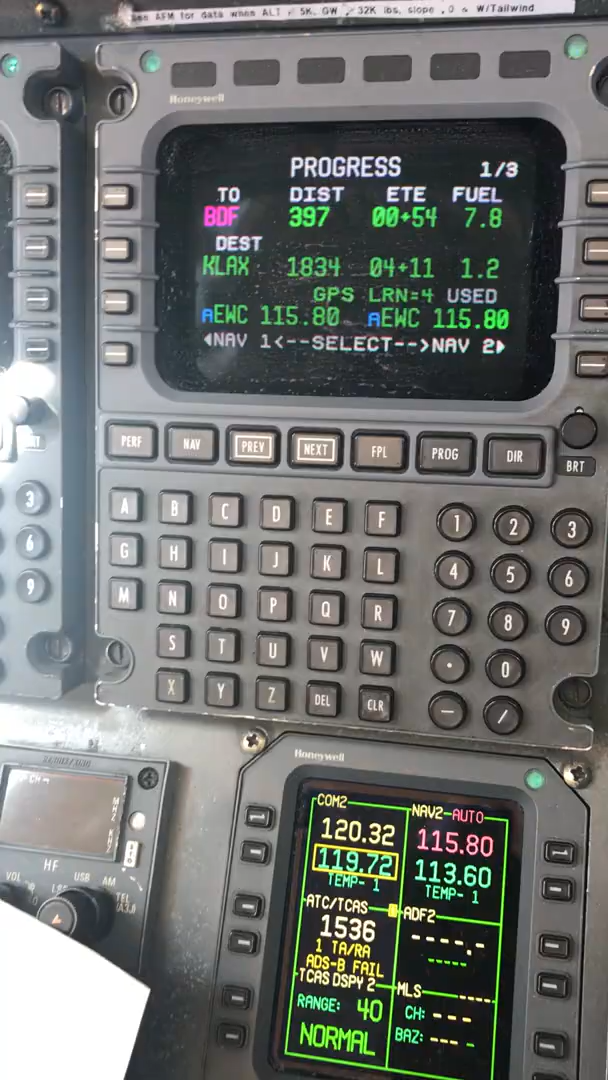 AFM for data when ALT 5K, GW 32K lbs, slope .0 W/Tailwind
Honeywell
PROGRESS 1/3
TO DIST ETE FUEL
BDF 397 00+54 7.8
DEST
KLAX 1834 04+11 1.2
GPS LRN=4 USED
AEWC 115.80 AEWC 115.80
◀NAV 1<--SELECT-->NAV 2▶
PERF NAV PREV NEXT FPL PROG DIR
BRT
A B C D E F 1 2 3
G H I J K L 4 5 6
M N O P Q R 7 8 9
S T U V W • 0
X Y Z DEL CLR — /
3
6
9
Honeywell
COM2 NAV2-AUTO
120.32 115.80
119.72 113.60
TEMP-1 TEMP-1
ATC/TCAS ADF2
1536 ----.-
1 TA/RA -----
ADS-B FAIL
TCAS DSPY 2 MLS -----
RANGE: 40 CH: ---
NORMAL BAZ: --- -
HF
VOL USB AM
LSB TEL
(A3J)